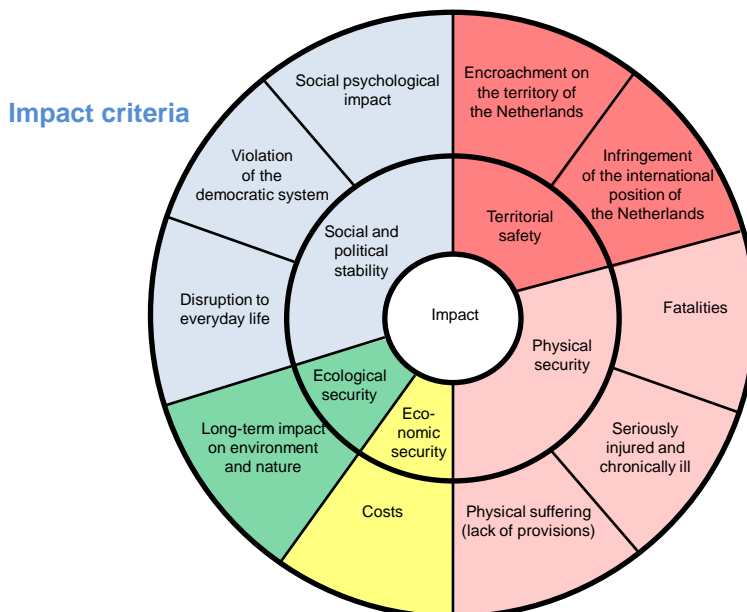 Impact criteria
Social psychological
impact
Encroachment on
the territory of
the Netherlands
Violation
of the
democratic system
Infringement
of the international
position of
the Netherlands
Social and
political
stability
Territorial
safety
Disruption to
everyday life
Impact
Fatalities
Physical
security
Ecological
security
Eco-
nomic
security
Long-term impact
on environment
and nature
Seriously
injured and
chronically ill
Costs
Physical suffering
(lack of provisions)